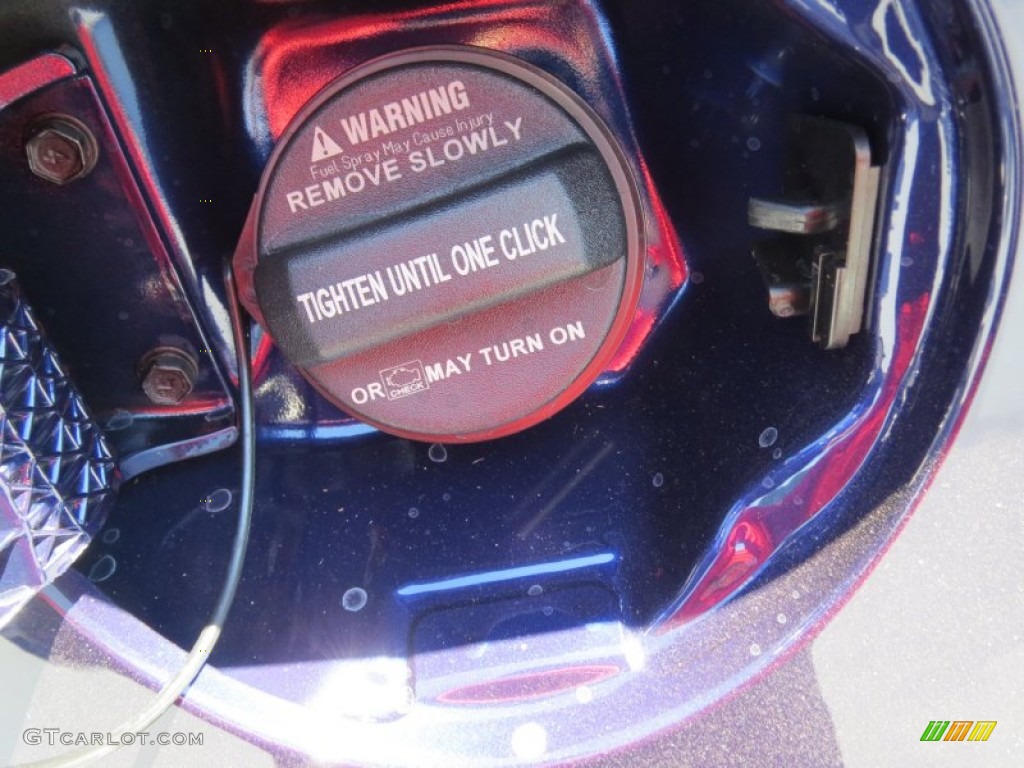 WARNING
Fuel Spray May Cause Injury
REMOVE SLOWLY
TIGHTEN UNTIL ONE CLICK
OR CHECK MAY TURN ON
GTCARLOT.COM